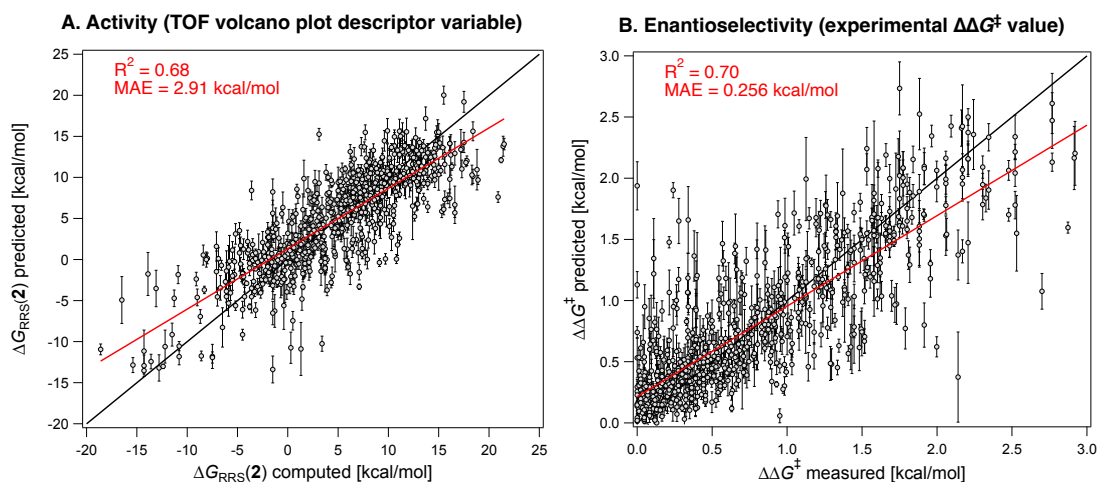 A. Activity (TOF volcano plot descriptor variable)
25
20
15
10
5
0
-5
-10
-15
-20
R² = 0.68
MAE = 2.91 kcal/mol
ΔG_RRS(2) predicted [kcal/mol]
-20 -15 -10 -5 0 5 10 15 20 25
ΔG_RRS(2) computed [kcal/mol]
B. Enantioselectivity (experimental ΔΔG‡ value)
3.0
2.5
2.0
1.5
1.0
0.5
0.0
R² = 0.70
MAE = 0.256 kcal/mol
ΔΔG‡ predicted [kcal/mol]
0.0 0.5 1.0 1.5 2.0 2.5 3.0
ΔΔG‡ measured [kcal/mol]